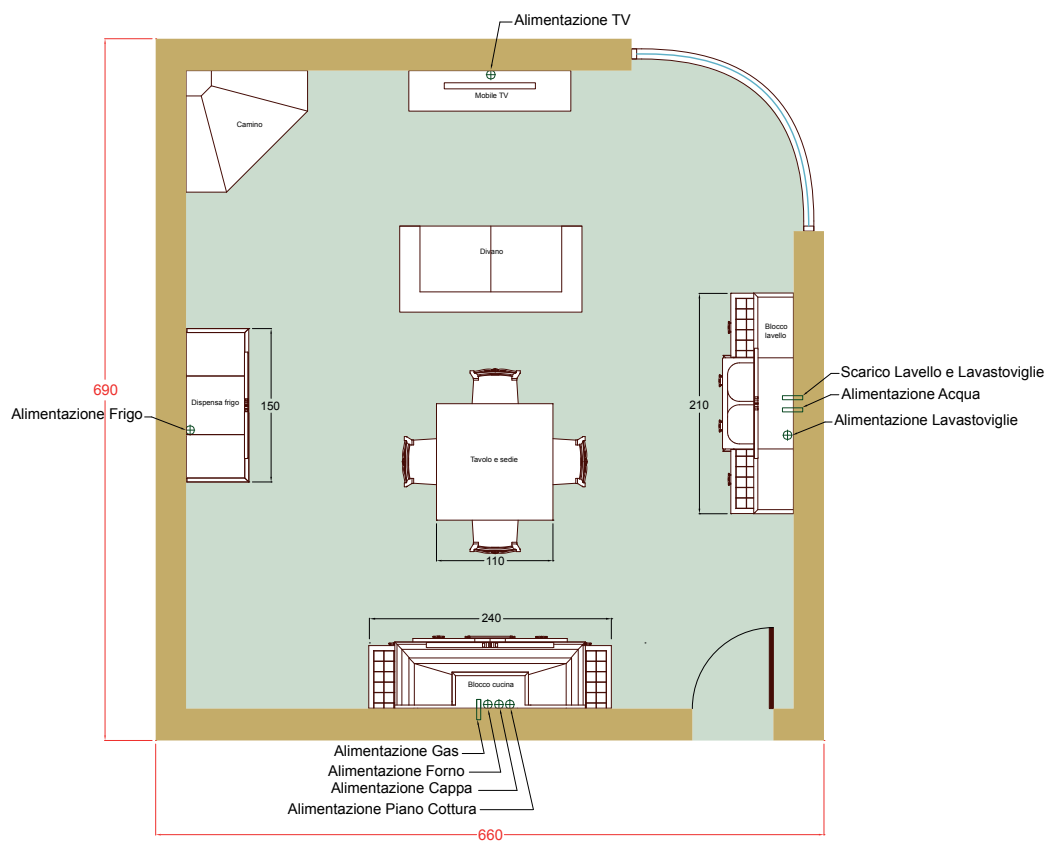 Alimentazione TV
Mobile TV
Camino
Divano
Blocco
lavello
690
Scarico Lavello e Lavastoviglie
Alimentazione Acqua
Alimentazione Lavastoviglie
210
Dispensa frigo
150
Alimentazione Frigo
Tavolo e sedie
110
240
Blocco cucina
Alimentazione Gas
Alimentazione Forno
Alimentazione Cappa
Alimentazione Piano Cottura
660